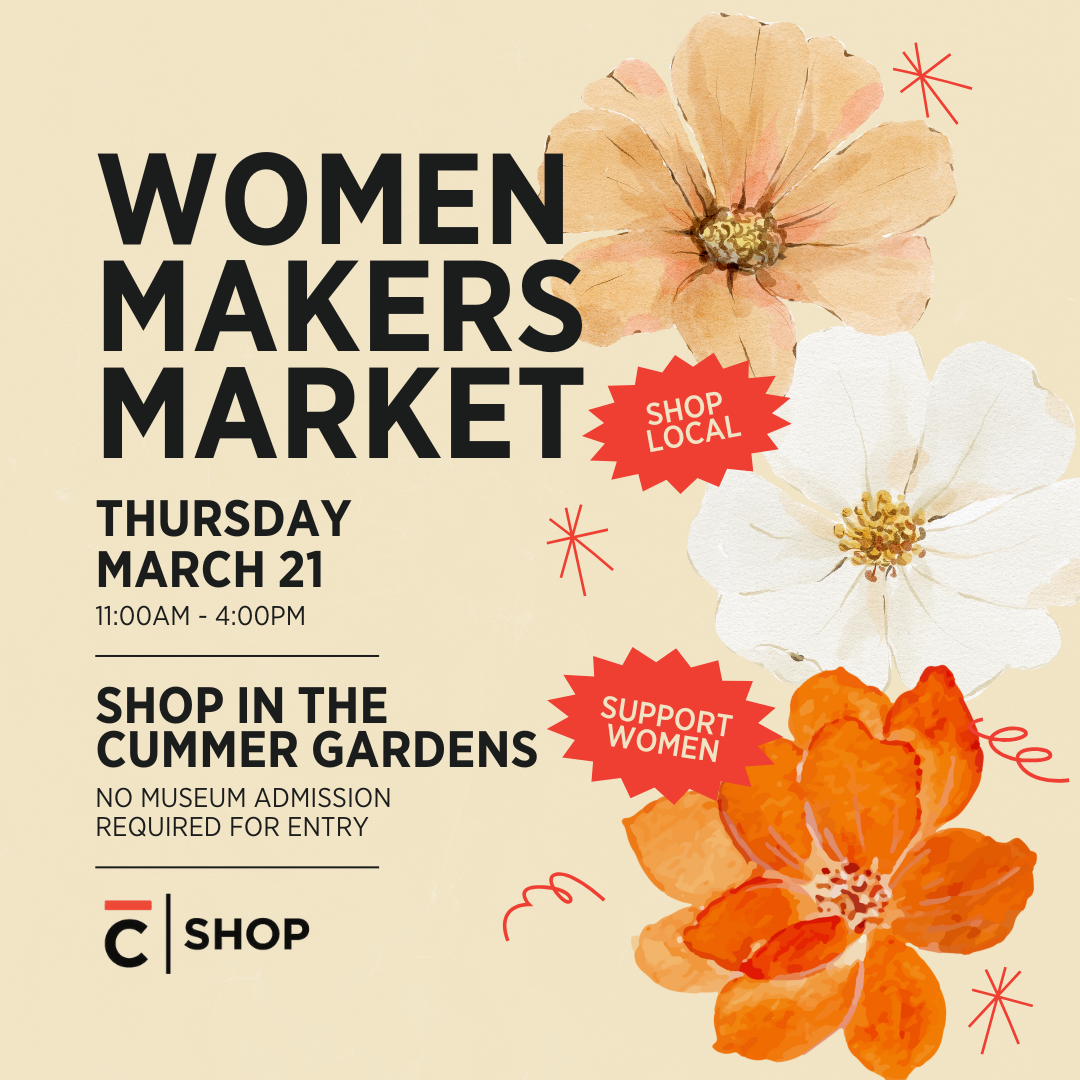 WOMEN
MAKERS
MARKET
SHOP
LOCAL
THURSDAY
MARCH 21
11:00AM - 4:00PM
SUPPORT
WOMEN
SHOP IN THE
CUMMER GARDENS
NO MUSEUM ADMISSION
REQUIRED FOR ENTRY
C | SHOP